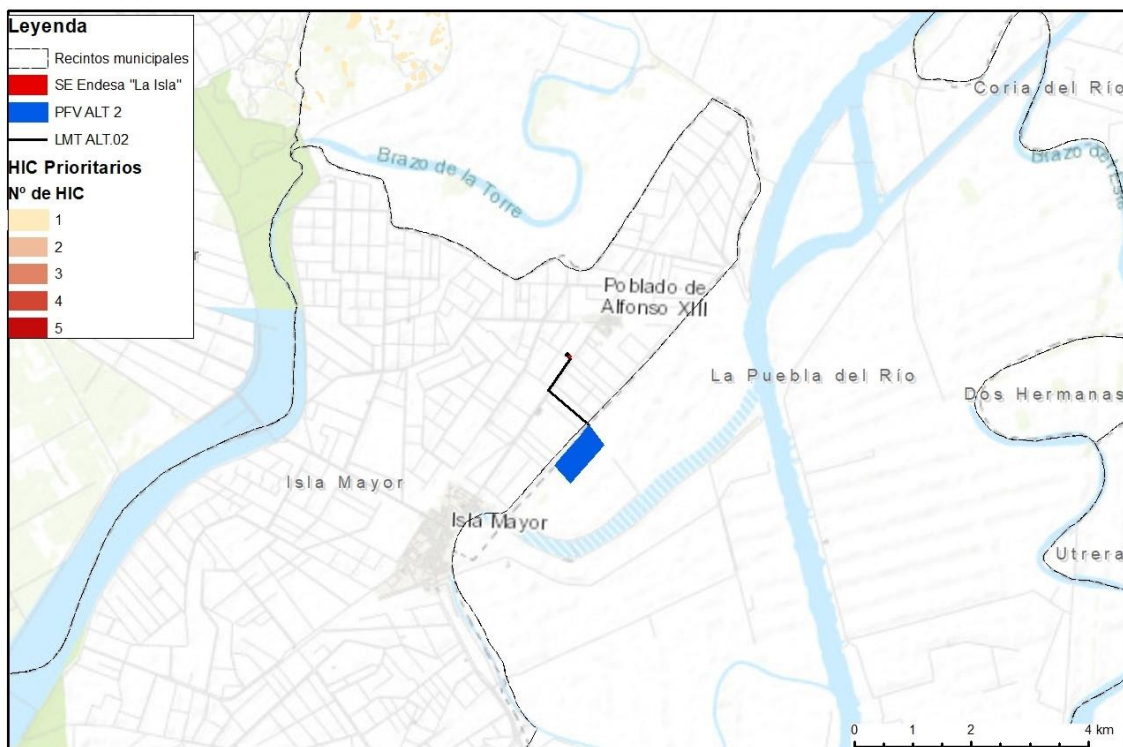 Leyenda
Recintos municipales
SE Endesa "La Isla"
PFV ALT 2
LMT ALT.02
HIC Prioritarios
Nº de HIC
1
2
3
4
5
Coria del Río
Brazo de la Torre
Poblado de
Alfonso XIII
La Puebla del Río
Dos Hermanas
Isla Mayor
Isla Mayor
Utrera
0 1 2 4 km